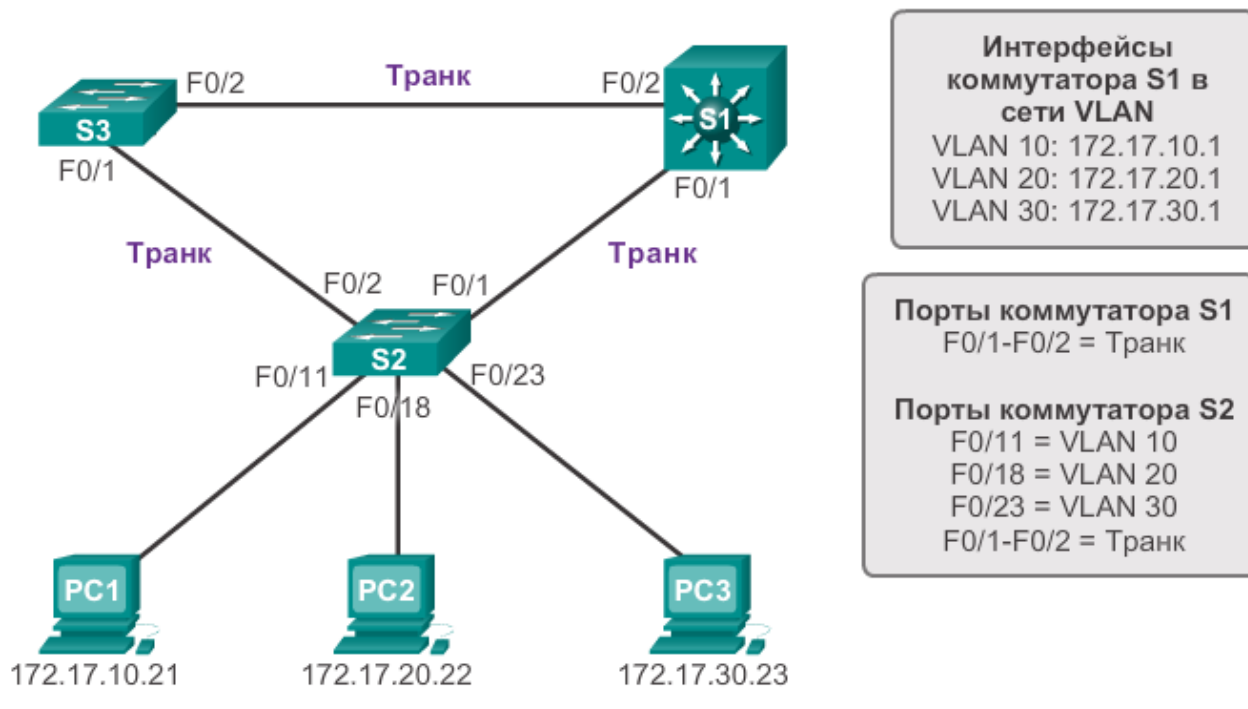 Транк
F0/2
F0/2
S3
S1
F0/1
F0/1
Транк
Транк
F0/2
F0/1
S2
F0/11
F0/23
F0/18
PC1
PC2
PC3
172.17.10.21
172.17.20.22
172.17.30.23
Интерфейсы
коммутатора S1 в
сети VLAN
VLAN 10: 172.17.10.1
VLAN 20: 172.17.20.1
VLAN 30: 172.17.30.1
Порты коммутатора S1
F0/1-F0/2 = Транк
Порты коммутатора S2
F0/11 = VLAN 10
F0/18 = VLAN 20
F0/23 = VLAN 30
F0/1-F0/2 = Транк